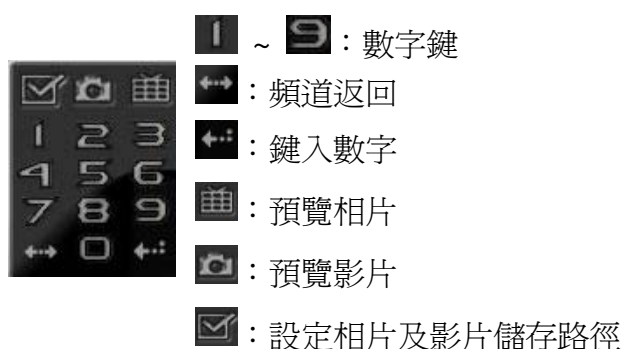 1 ~ 9：數字鍵
：頻道返回
：鍵入數字
：預覽相片
：預覽影片
：設定相片及影片儲存路徑
1 2 3
4 5 6
7 8 9
0